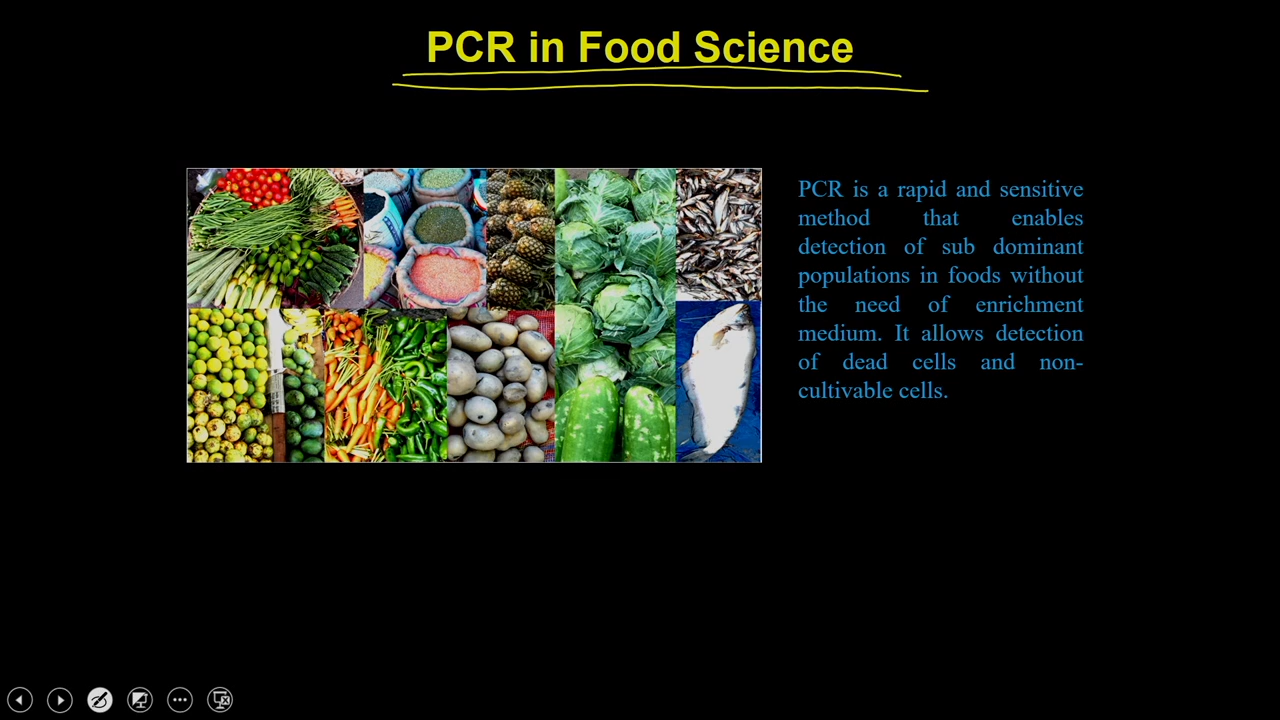 PCR in Food Science
PCR is a rapid and sensitive
method that enables
detection of sub dominant
populations in foods without
the need of enrichment
medium. It allows detection
of dead cells and non-
cultivable cells.